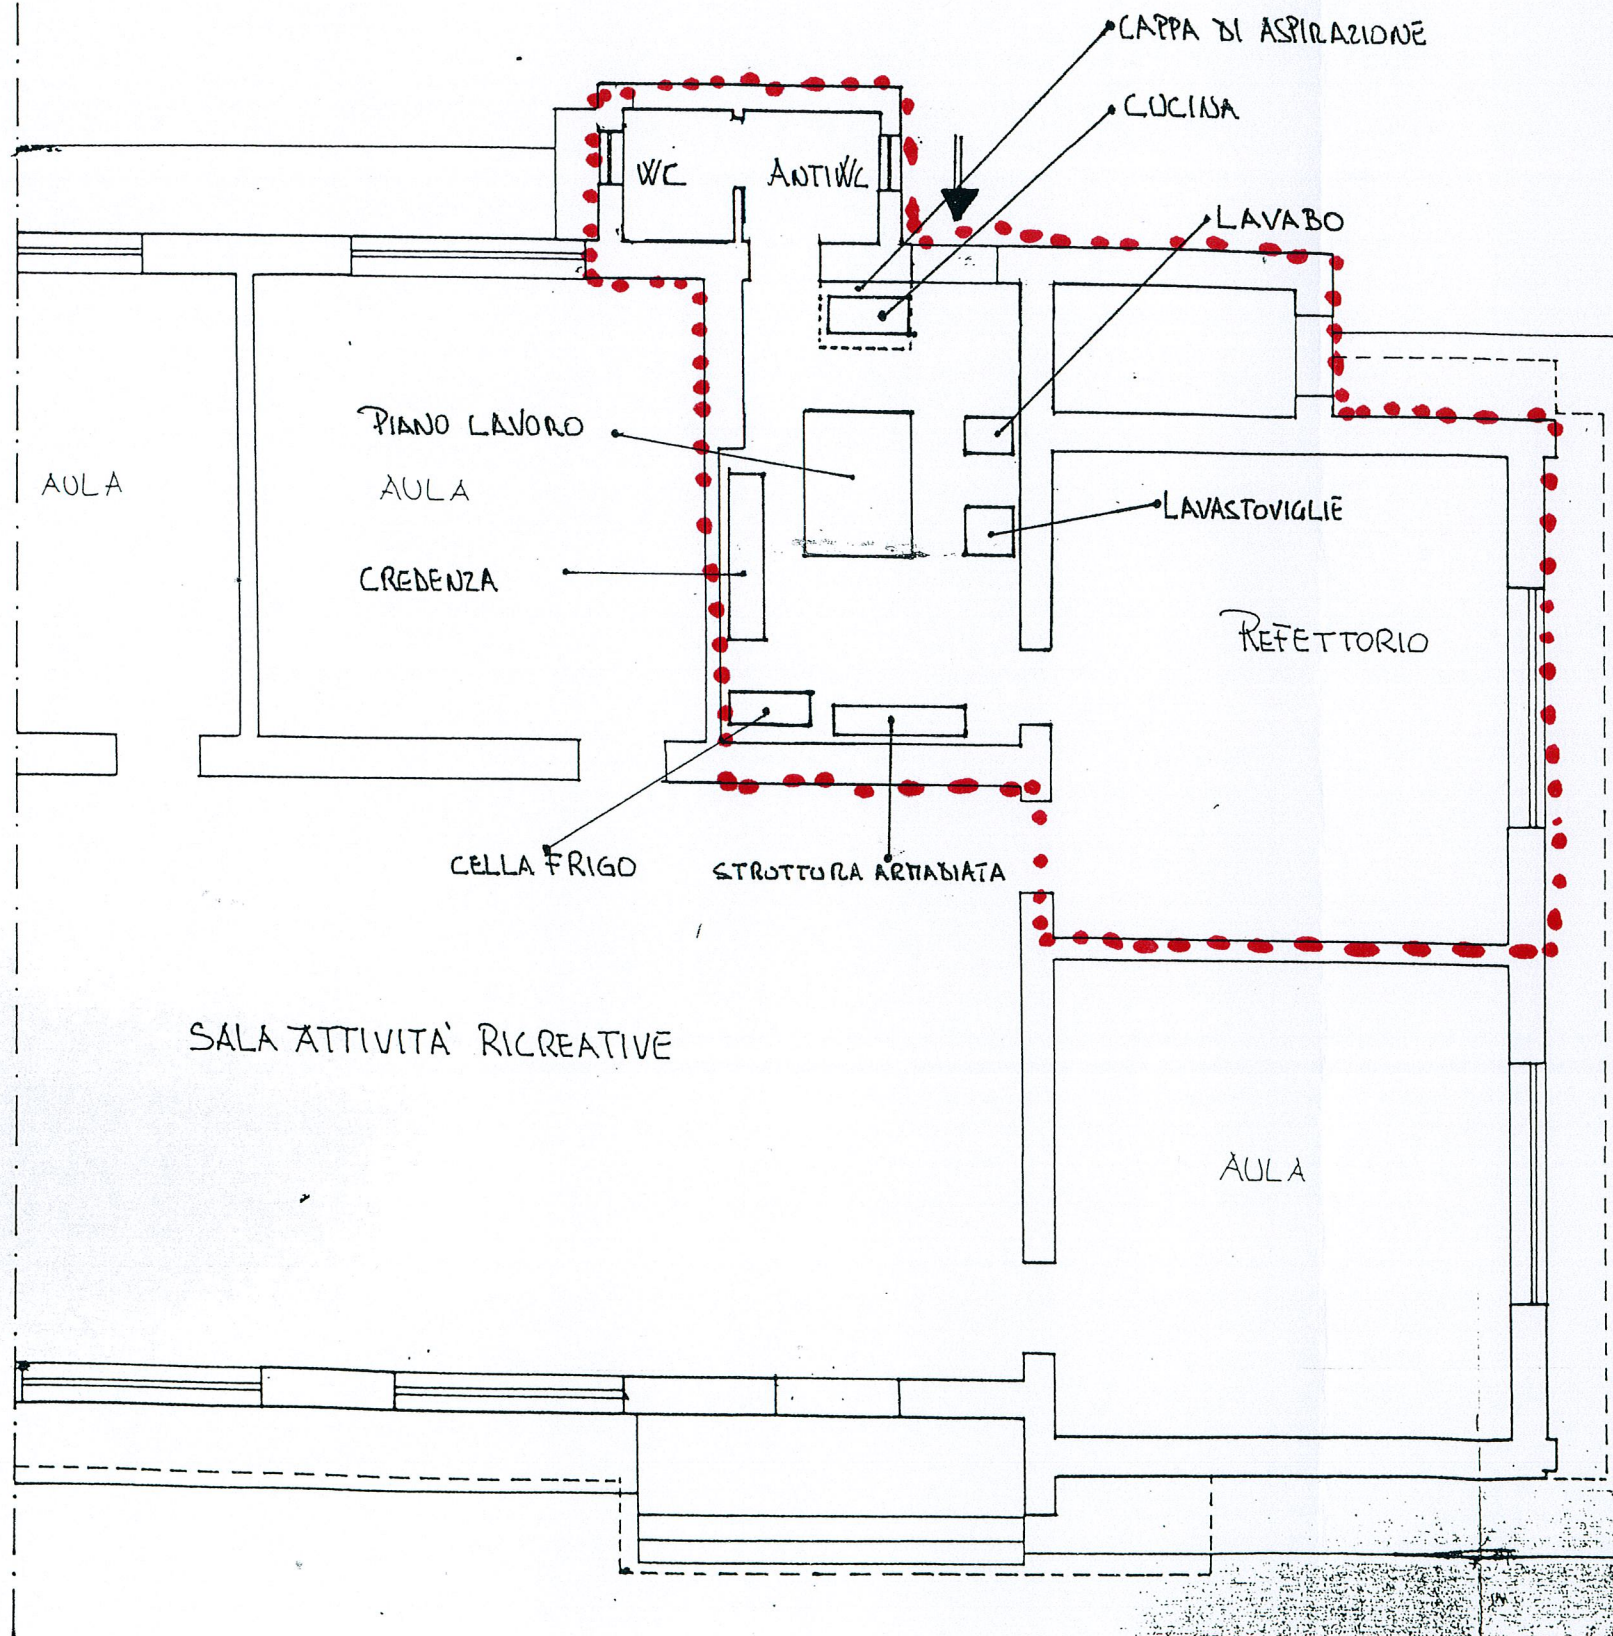 CAPPA DI ASPIRAZIONE
CUCINA
WC
ANTIWC
LAVABO
PIANO LAVORO
AULA
AULA
LAVASTOVIGLIE
CREDENZA
REFETTORIO
CELLA FRIGO
STRUTTURA ARMADIATA
SALA ATTIVITA' RICREATIVE
AULA